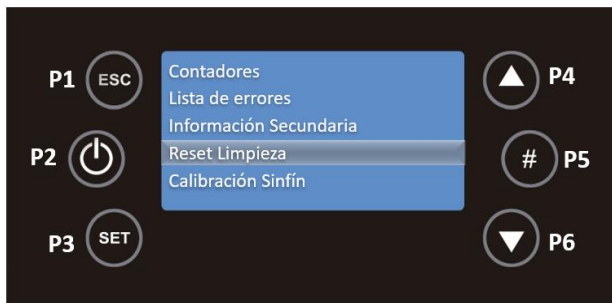 P1 ESC
Contadores
Lista de errores
Información Secundaria
Reset Limpieza
Calibración Sinfín
P2
P3 SET
P4
# P5
P6